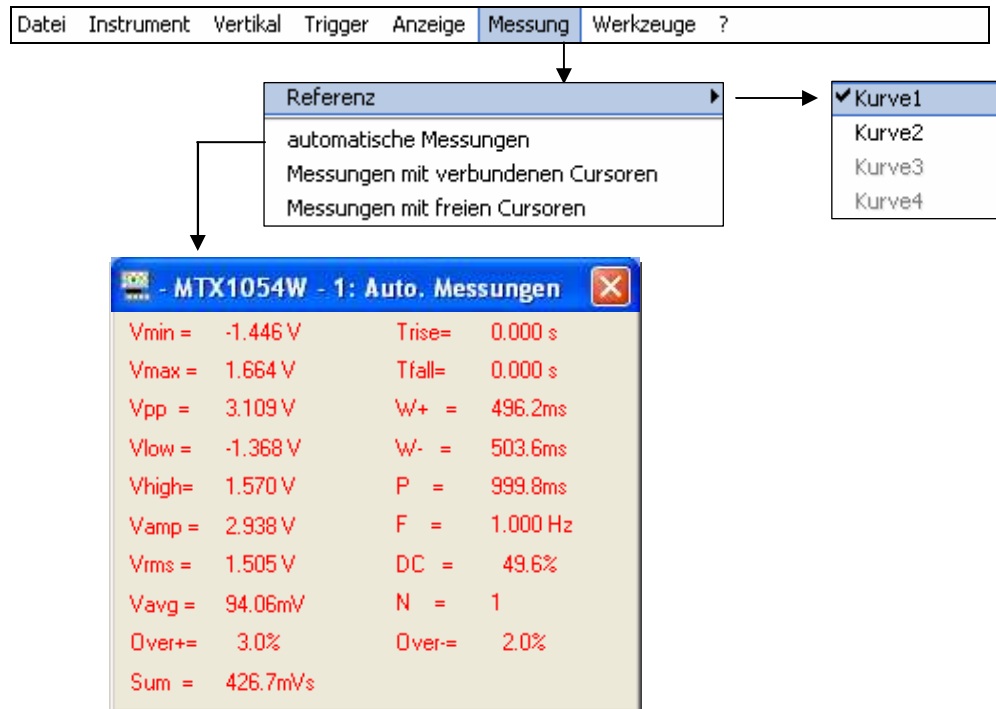 Datei Instrument Vertikal Trigger Anzeige Messung Werkzeuge ?
Referenz
automatische Messungen
Messungen mit verbundenen Cursoren
Messungen mit freien Cursoren
Kurve1
Kurve2
Kurve3
Kurve4
- MTX1054W - 1: Auto. Messungen
Vmin = -1.446 V Trise= 0.000 s
Vmax = 1.664 V Tfall= 0.000 s
Vpp = 3.109 V W+ = 496.2ms
Vlow = -1.368 V W- = 503.6ms
Vhigh= 1.570 V P = 999.8ms
Vamp = 2.938 V F = 1.000 Hz
Vrms = 1.505 V DC = 49.6%
Vavg = 94.06mV N = 1
Over+= 3.0% Over-= 2.0%
Sum = 426.7mVs